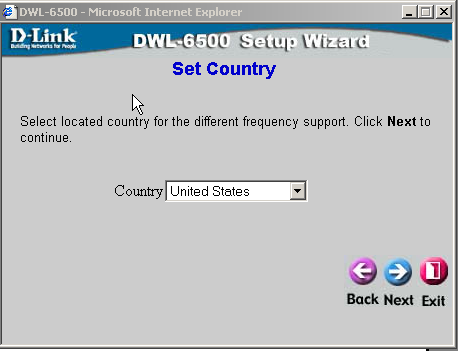 DWL-6500 - Microsoft Internet Explorer
D-Link
Building Networks for People
DWL-6500 Setup Wizard
Set Country
Select located country for the different frequency support. Click Next to
continue.
Country United States
Back Next Exit